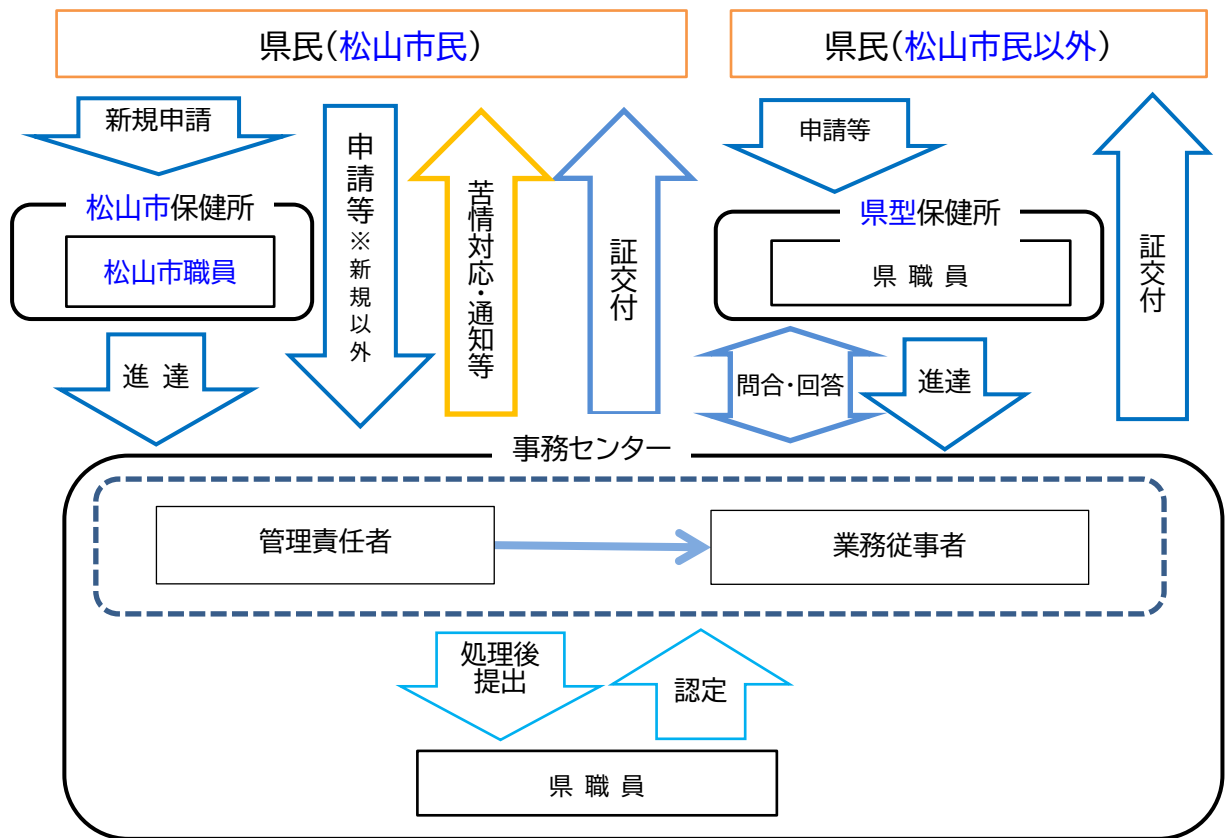 県民(松山市民)
県民(松山市民以外)
新規申請
申請等※新規以外
苦情対応・通知等
証交付
申請等
証交付
松山市保健所
松山市職員
県型保健所
県 職 員
進 達
問合・回答
進達
事務センター
管理責任者
業務従事者
処理後
提出
認定
県 職 員